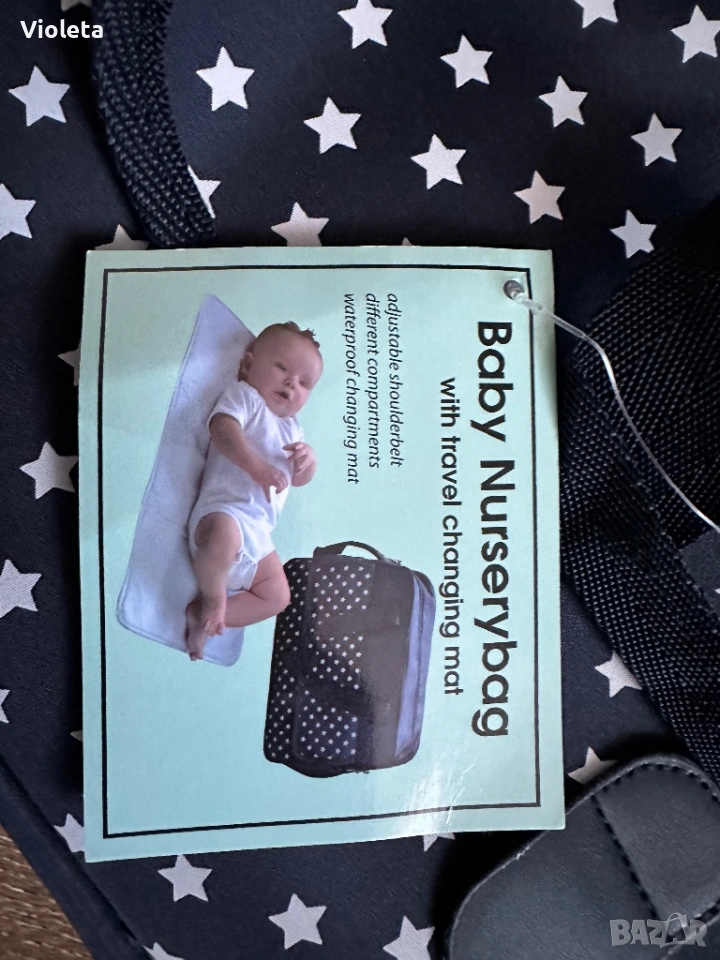 Violeta
Baby Nurserybag
with travel changing mat
adjustable shoulderbelt
different compartments
waterproof changing mat
BAZAR